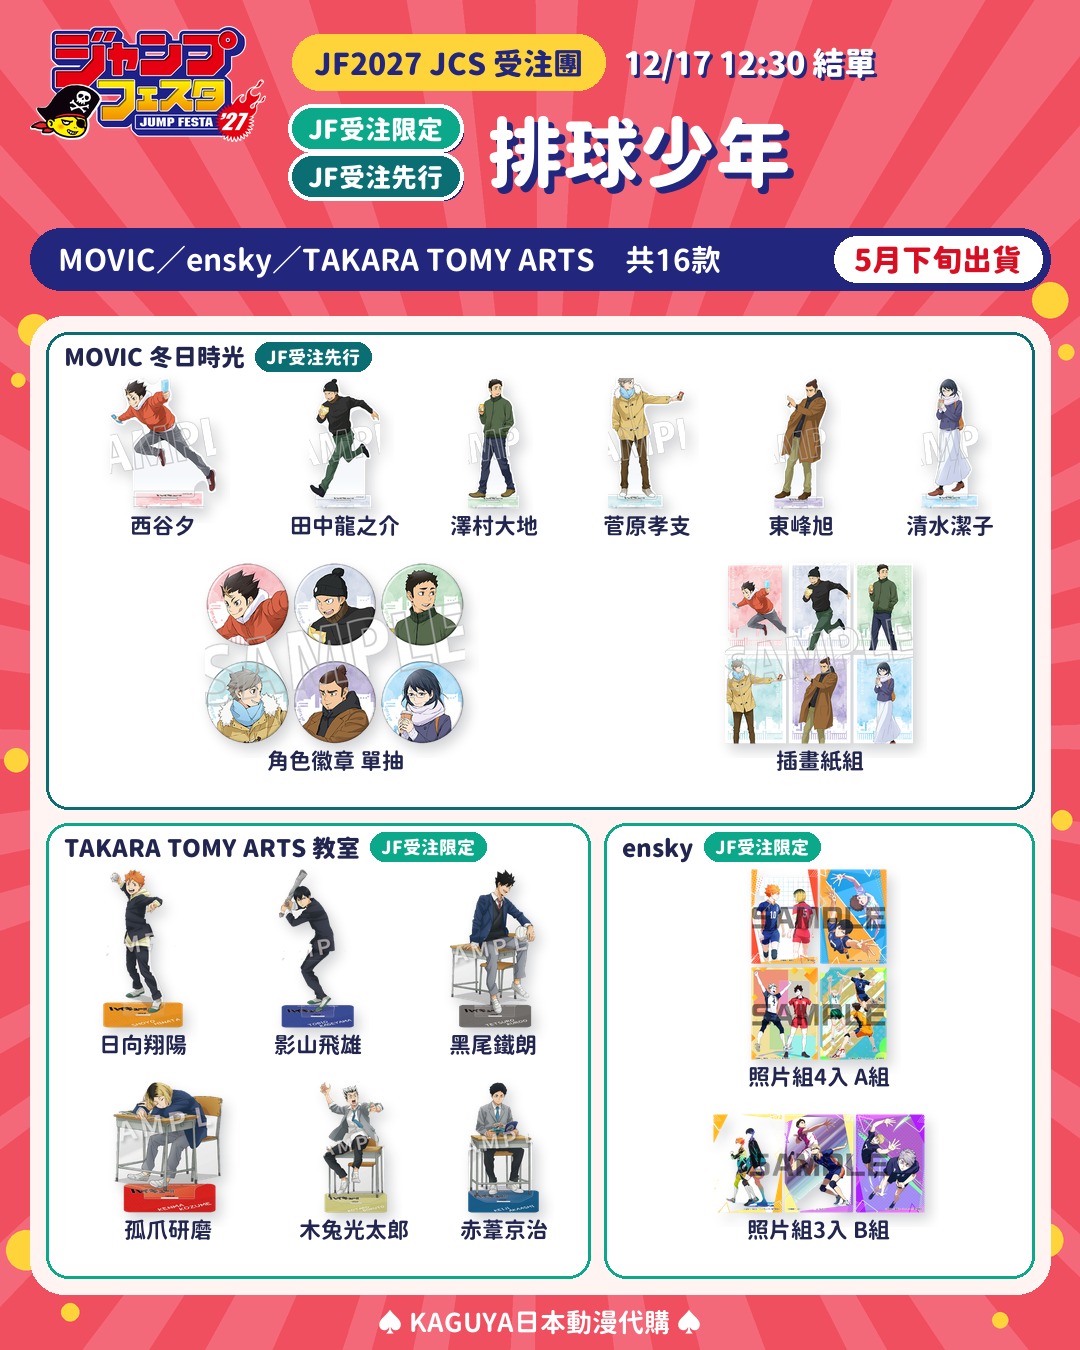 ジャンプ
フェスタ
JUMP FESTA '27
JF2027 JCS 受注團
12/17 12:30 結單
JF受注限定
JF受注先行
排球少年
MOVIC／ensky／TAKARA TOMY ARTS 共16款
5月下旬出貨
MOVIC 冬日時光
JF受注先行
西谷夕
田中龍之介
澤村大地
菅原孝支
東峰旭
清水潔子
SAMPLE
SAMPLE
角色徽章 單抽
插畫紙組
TAKARA TOMY ARTS 教室
JF受注限定
日向翔陽
影山飛雄
黑尾鐵朗
孤爪研磨
木兔光太郎
赤葦京治
ensky
JF受注限定
SAMPLE
SAMPLE
照片組4入 A組
SAMPLE
照片組3入 B組
♠ KAGUYA日本動漫代購 ♠